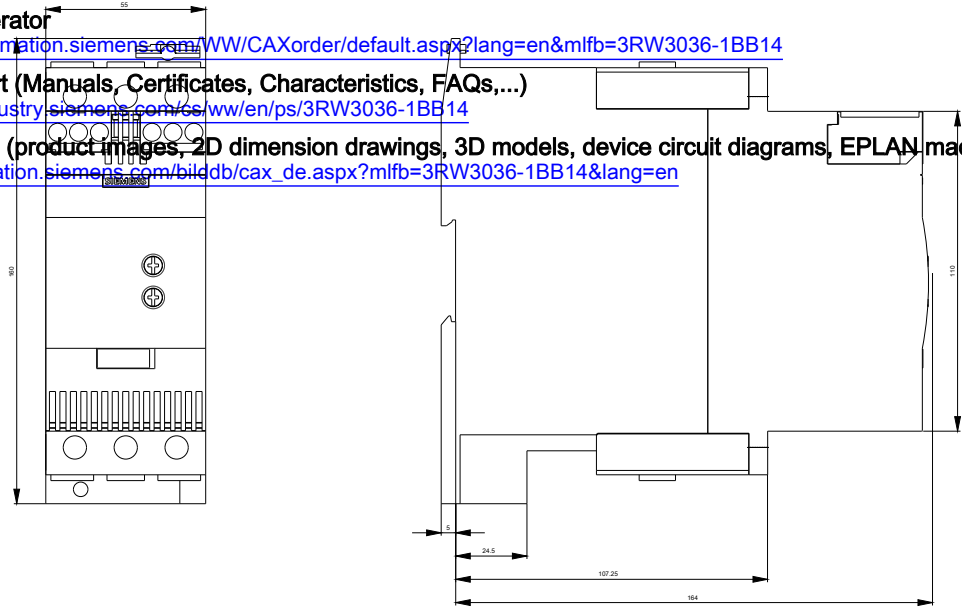 55
erator
mation.siemens.com/WW/CAXorder/default.aspx?lang=en&mlfb=3RW3036-1BB14
t (Manuals, Certificates, Characteristics, FAQs,...)
ustry.siemens.com/cs/ww/en/ps/3RW3036-1BB14
(product images, 2D dimension drawings, 3D models, device circuit diagrams, EPLAN mac
ation.siemens.com/bilddb/cax_de.aspx?mlfb=3RW3036-1BB14&lang=en
SIEMENS
160
110
5
24.5
107.25
164